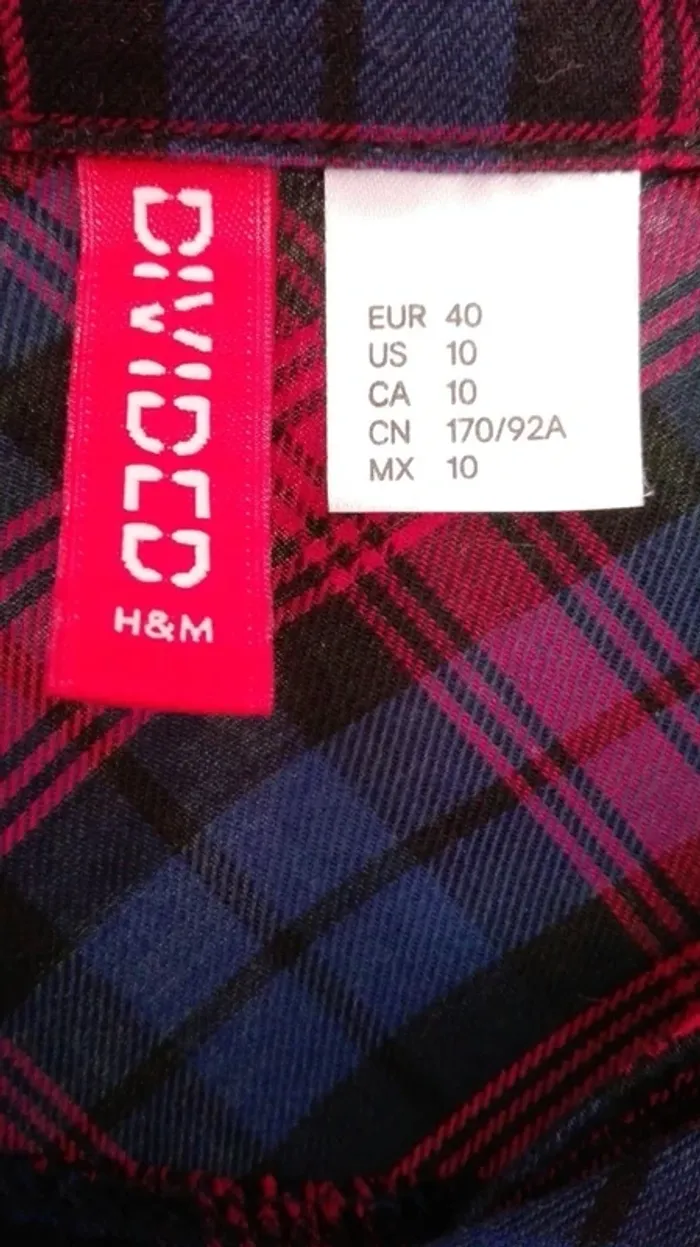 DIVIDED
H&M
EUR 40
US 10
CA 10
CN 170/92A
MX 10